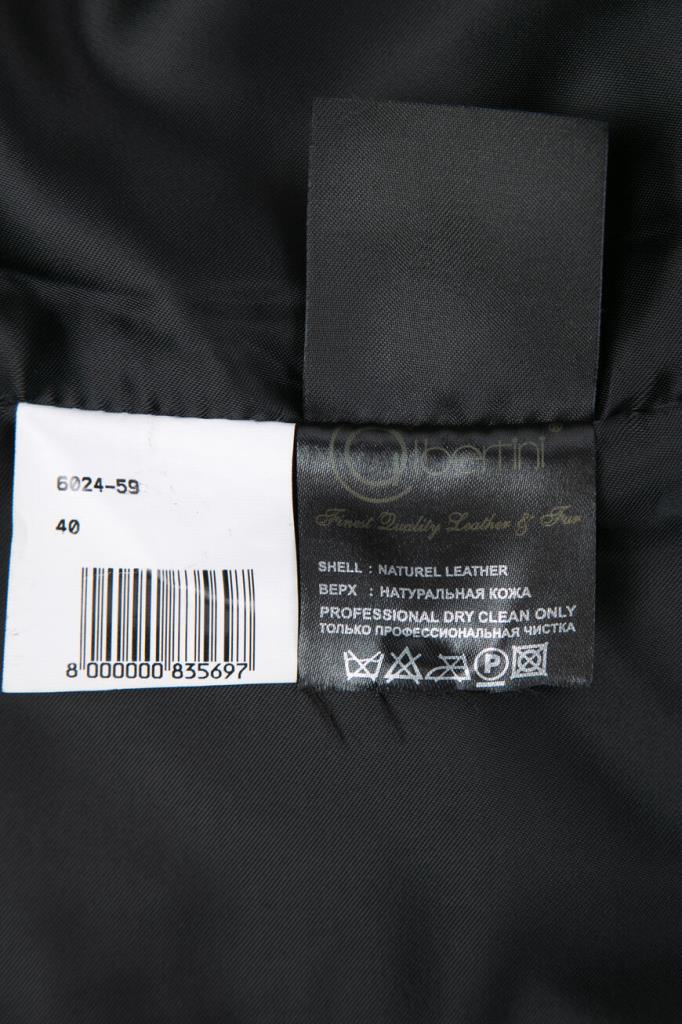 6024-59
40
8 000000 835697
albertini®
Finest Quality Leather & Fur
SHELL : NATUREL LEATHER
ВЕРХ : НАТУРАЛЬНАЯ КОЖА
PROFESSIONAL DRY CLEAN ONLY
ТОЛЬКО ПРОФЕССИОНАЛЬНАЯ ЧИСТКА
P